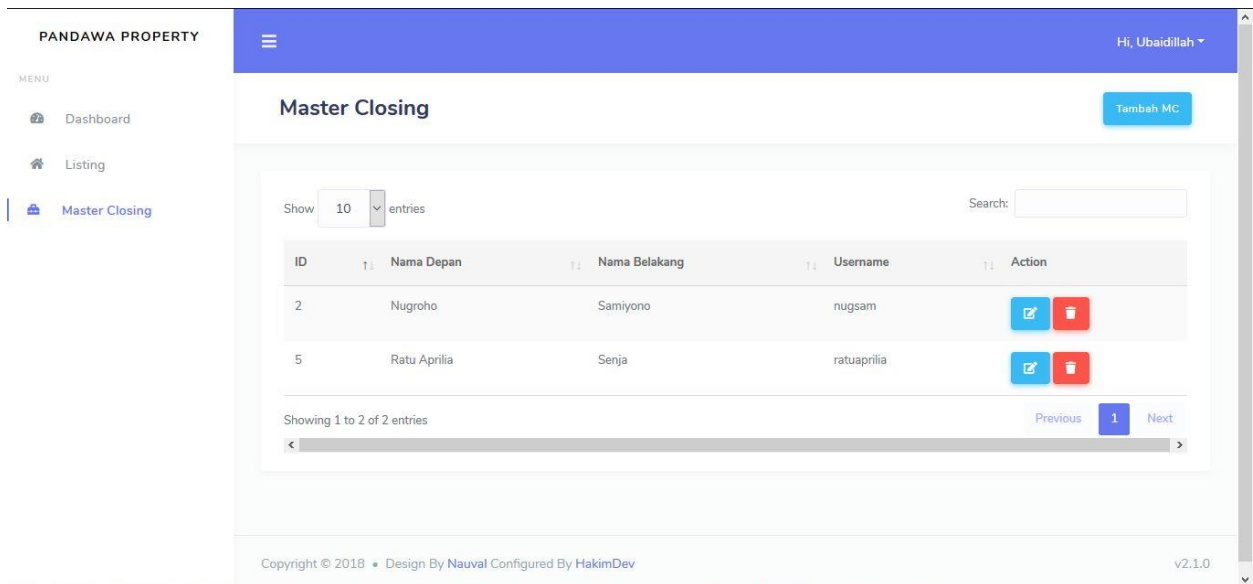 PANDAWA PROPERTY
Hi, Ubaidillah
MENU
Dashboard
Listing
Master Closing
Master Closing
Tambah MC
Show 10 entries
Search:
ID Nama Depan Nama Belakang Username Action
2 Nugroho Samiyono nugsam
5 Ratu Aprilia Senja ratuaprilia
Showing 1 to 2 of 2 entries
Previous 1 Next
Copyright © 2018 • Design By Nauval Configured By HakimDev
v2.1.0